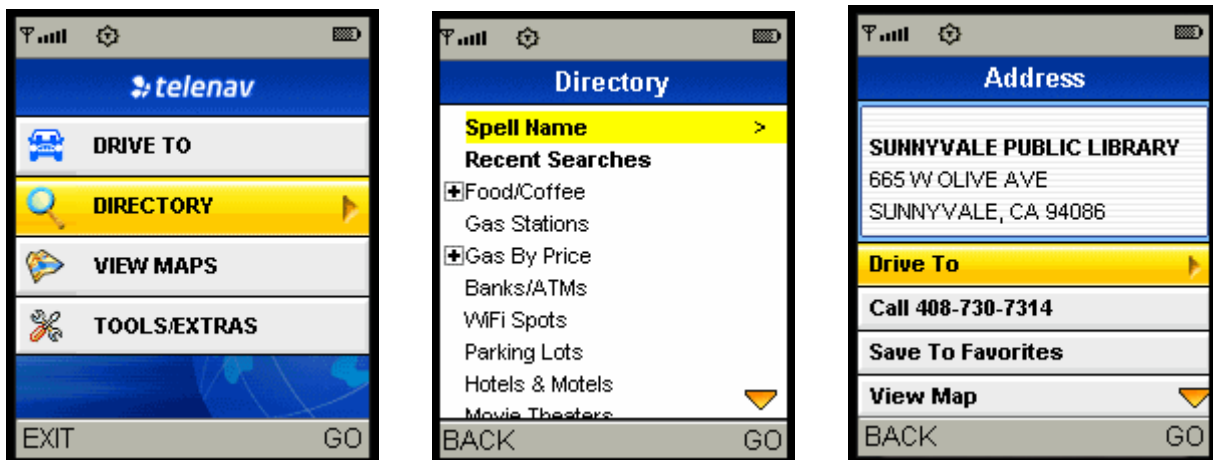 telenav
DRIVE TO
DIRECTORY
VIEW MAPS
TOOLS/EXTRAS
EXIT GO
Directory
Spell Name >
Recent Searches
Food/Coffee
Gas Stations
Gas By Price
Banks/ATMs
WiFi Spots
Parking Lots
Hotels & Motels
Movie Theaters
BACK GO
Address
SUNNYVALE PUBLIC LIBRARY
665 W OLIVE AVE
SUNNYVALE, CA 94086
Drive To
Call 408-730-7314
Save To Favorites
View Map
BACK GO